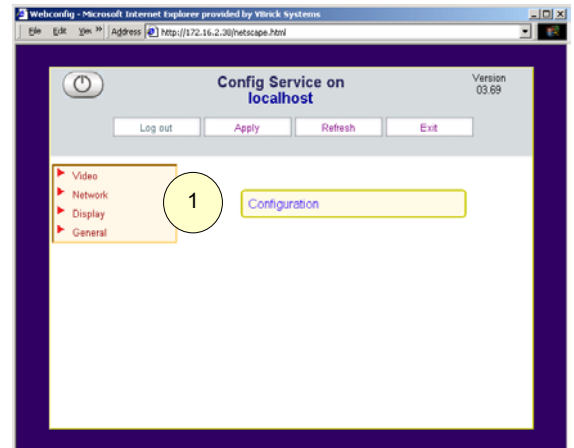 Webconfig - Microsoft Internet Explorer provided by VBrick Systems
File Edit View » Address http://172.16.2.38/netscape.html
Config Service on
localhost
Version
03.69
Log out Apply Refresh Exit
Video
Network
Display
General
1
Configuration